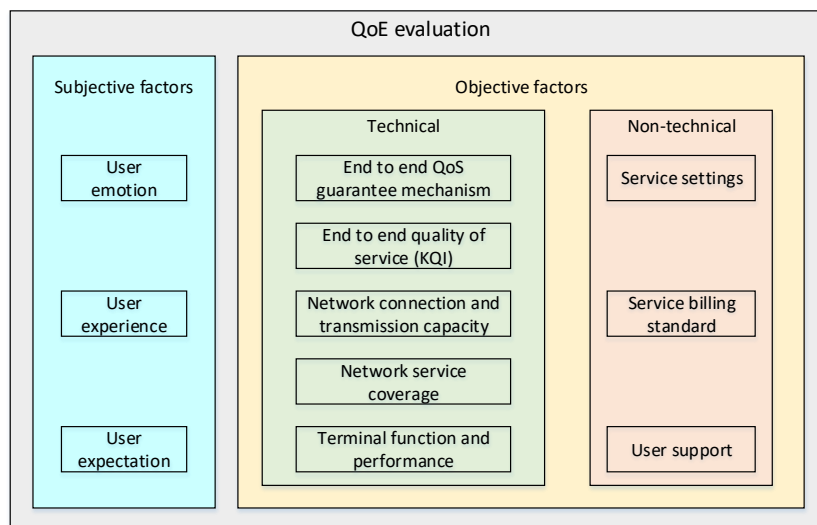 QoE evaluation
Subjective factors
User
emotion
User
experience
User
expectation
Objective factors
Technical
End to end QoS
guarantee mechanism
End to end quality of
service (KQI)
Network connection and
transmission capacity
Network service
coverage
Terminal function and
performance
Non-technical
Service settings
Service billing
standard
User support